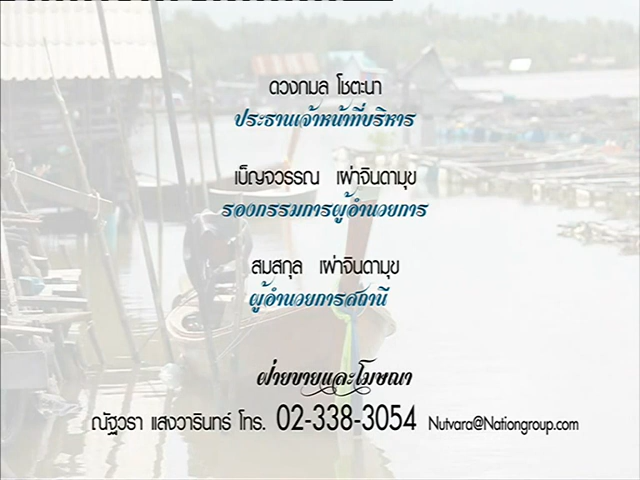 ดวงกมล โชตะนา
ประธานเจ้าหน้าที่บริหาร
เบ็ญจวรรณ เผ่าจินดามุข
รองกรรมการผู้อำนวยการ
สมสกุล เผ่าจินดามุข
ผู้อำนวยการสถานี
ฝ่ายขายและโฆษณา
ณัฐวรา แสงวารินทร์ โทร. 02-338-3054 Nutvara@Nationgroup.com